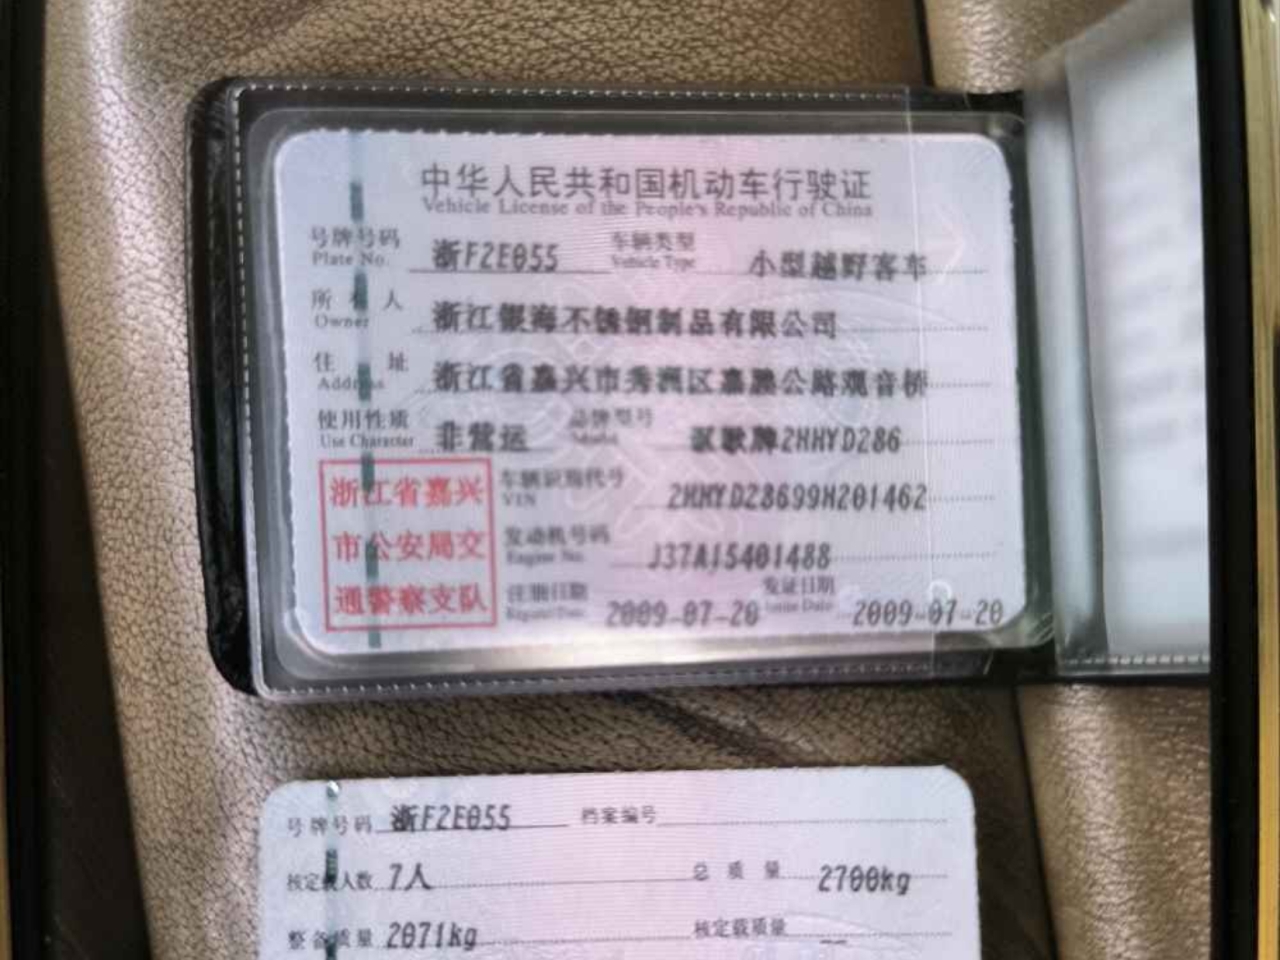 中华人民共和国机动车行驶证
Vehicle License of the People's Republic of China
号牌号码 浙F2E055 车辆类型 小型越野客车
Plate No. Vehicle Type
所有人 浙江银海不锈钢制品有限公司
Owner
住址 浙江省嘉兴市秀洲区嘉鹏公路观音桥
Address
使用性质 非营运 品牌型号 讴歌牌2HHYD286
Use Character Model
浙江省嘉兴
市公安局交
通警察支队
车辆识别代号 2HHYD28699H201462
VIN
发动机号码 J37A15401488
Engine No.
注册日期 2009-07-20 发证日期 2009-07-20
Register Date Issue Date
号牌号码 浙F2E055 档案编号
核定载人数 7人 总质量 2700kg
整备质量 2071kg 核定载质量 --